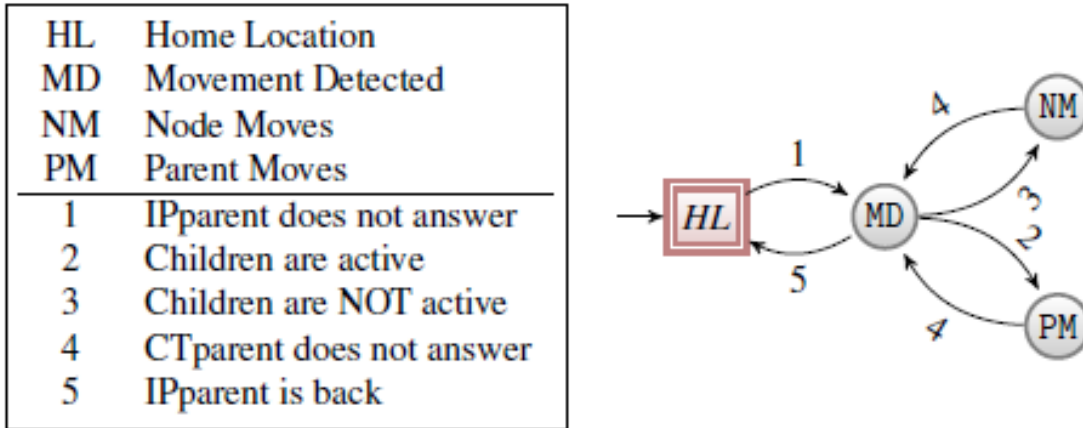 HL Home Location
MD Movement Detected
NM Node Moves
PM Parent Moves
1 IPparent does not answer
2 Children are active
3 Children are NOT active
4 CTparent does not answer
5 IPparent is back
NM
4
1
3
HL
MD
2
5
4
PM